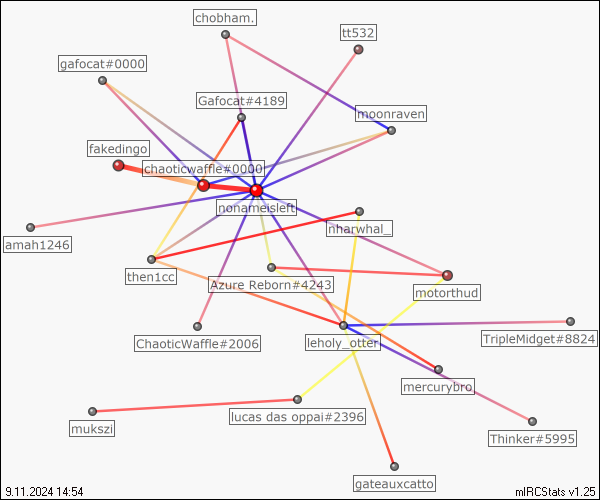 chobham.
tt532
gafocat#0000
Gafocat#4189
moonraven
fakedingo
chaoticwaffle#0000
nonameisleft
nharwhal_
amah1246
then1cc
Azure Reborn#4243
motorthud
ChaoticWaffle#2006
leholy_otter
TripleMidget#8824
mercurybro
lucas das oppai#2396
mukszi
Thinker#5995
gateauxcatto
9.11.2024 14:54
mIRCStats v1.25